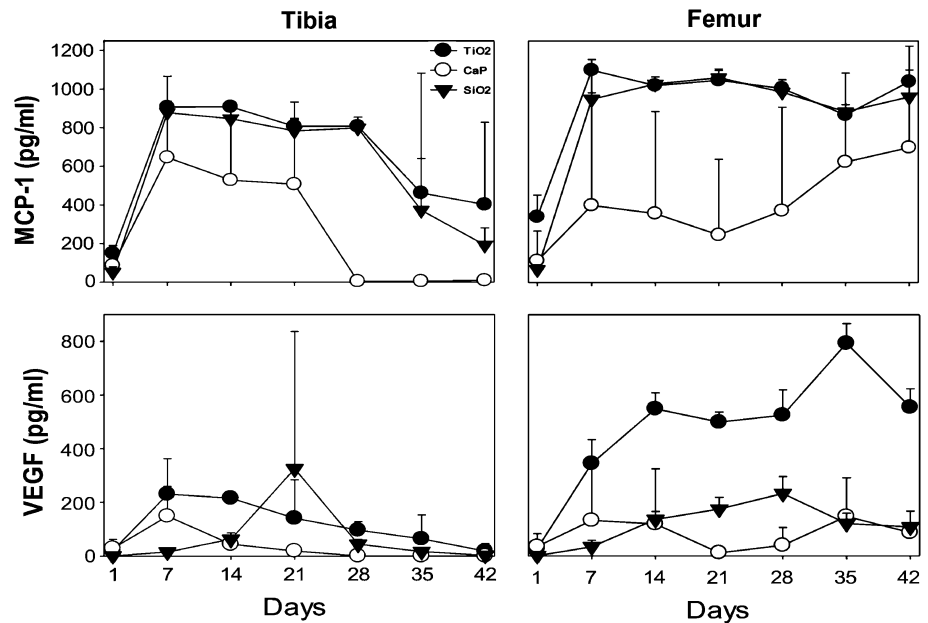 Tibia
Femur
1200
1000
800
600
400
200
0
MCP-1 (pg/ml)
TiO2
CaP
SiO2
800
600
400
200
0
VEGF (pg/ml)
1 7 14 21 28 35 42
1 7 14 21 28 35 42
Days
Days